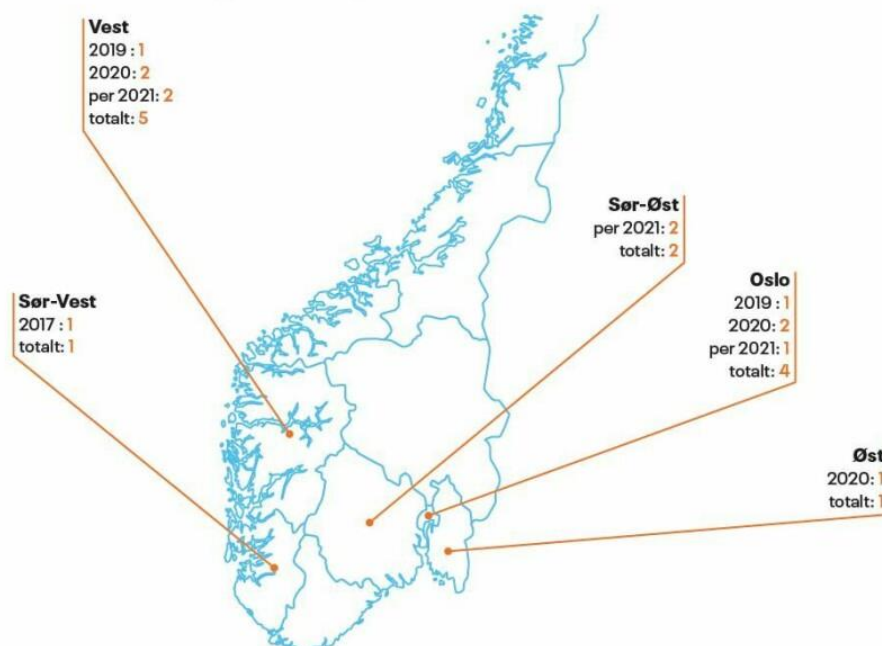 Vest
2019 : 1
2020: 2
per 2021: 2
totalt: 5
Sør-Øst
per 2021: 2
totalt: 2
Oslo
2019 : 1
2020: 2
per 2021: 1
totalt: 4
Sør-Vest
2017 : 1
totalt: 1
Øst
2020: 1
totalt: 1